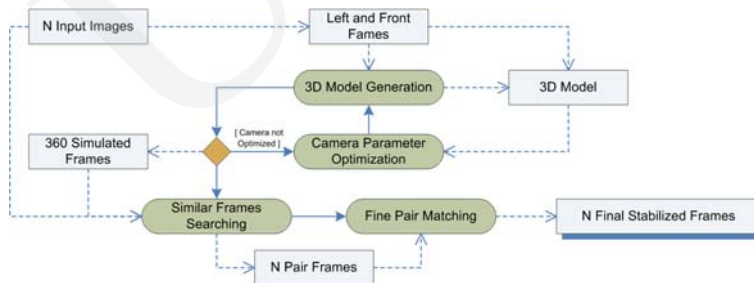 N Input Images
Left and Front
Fames
3D Model Generation
3D Model
[ Camera not
Optimized ]
360 Simulated
Frames
Camera Parameter
Optimization
Similar Frames
Searching
Fine Pair Matching
N Final Stabilized Frames
N Pair Frames